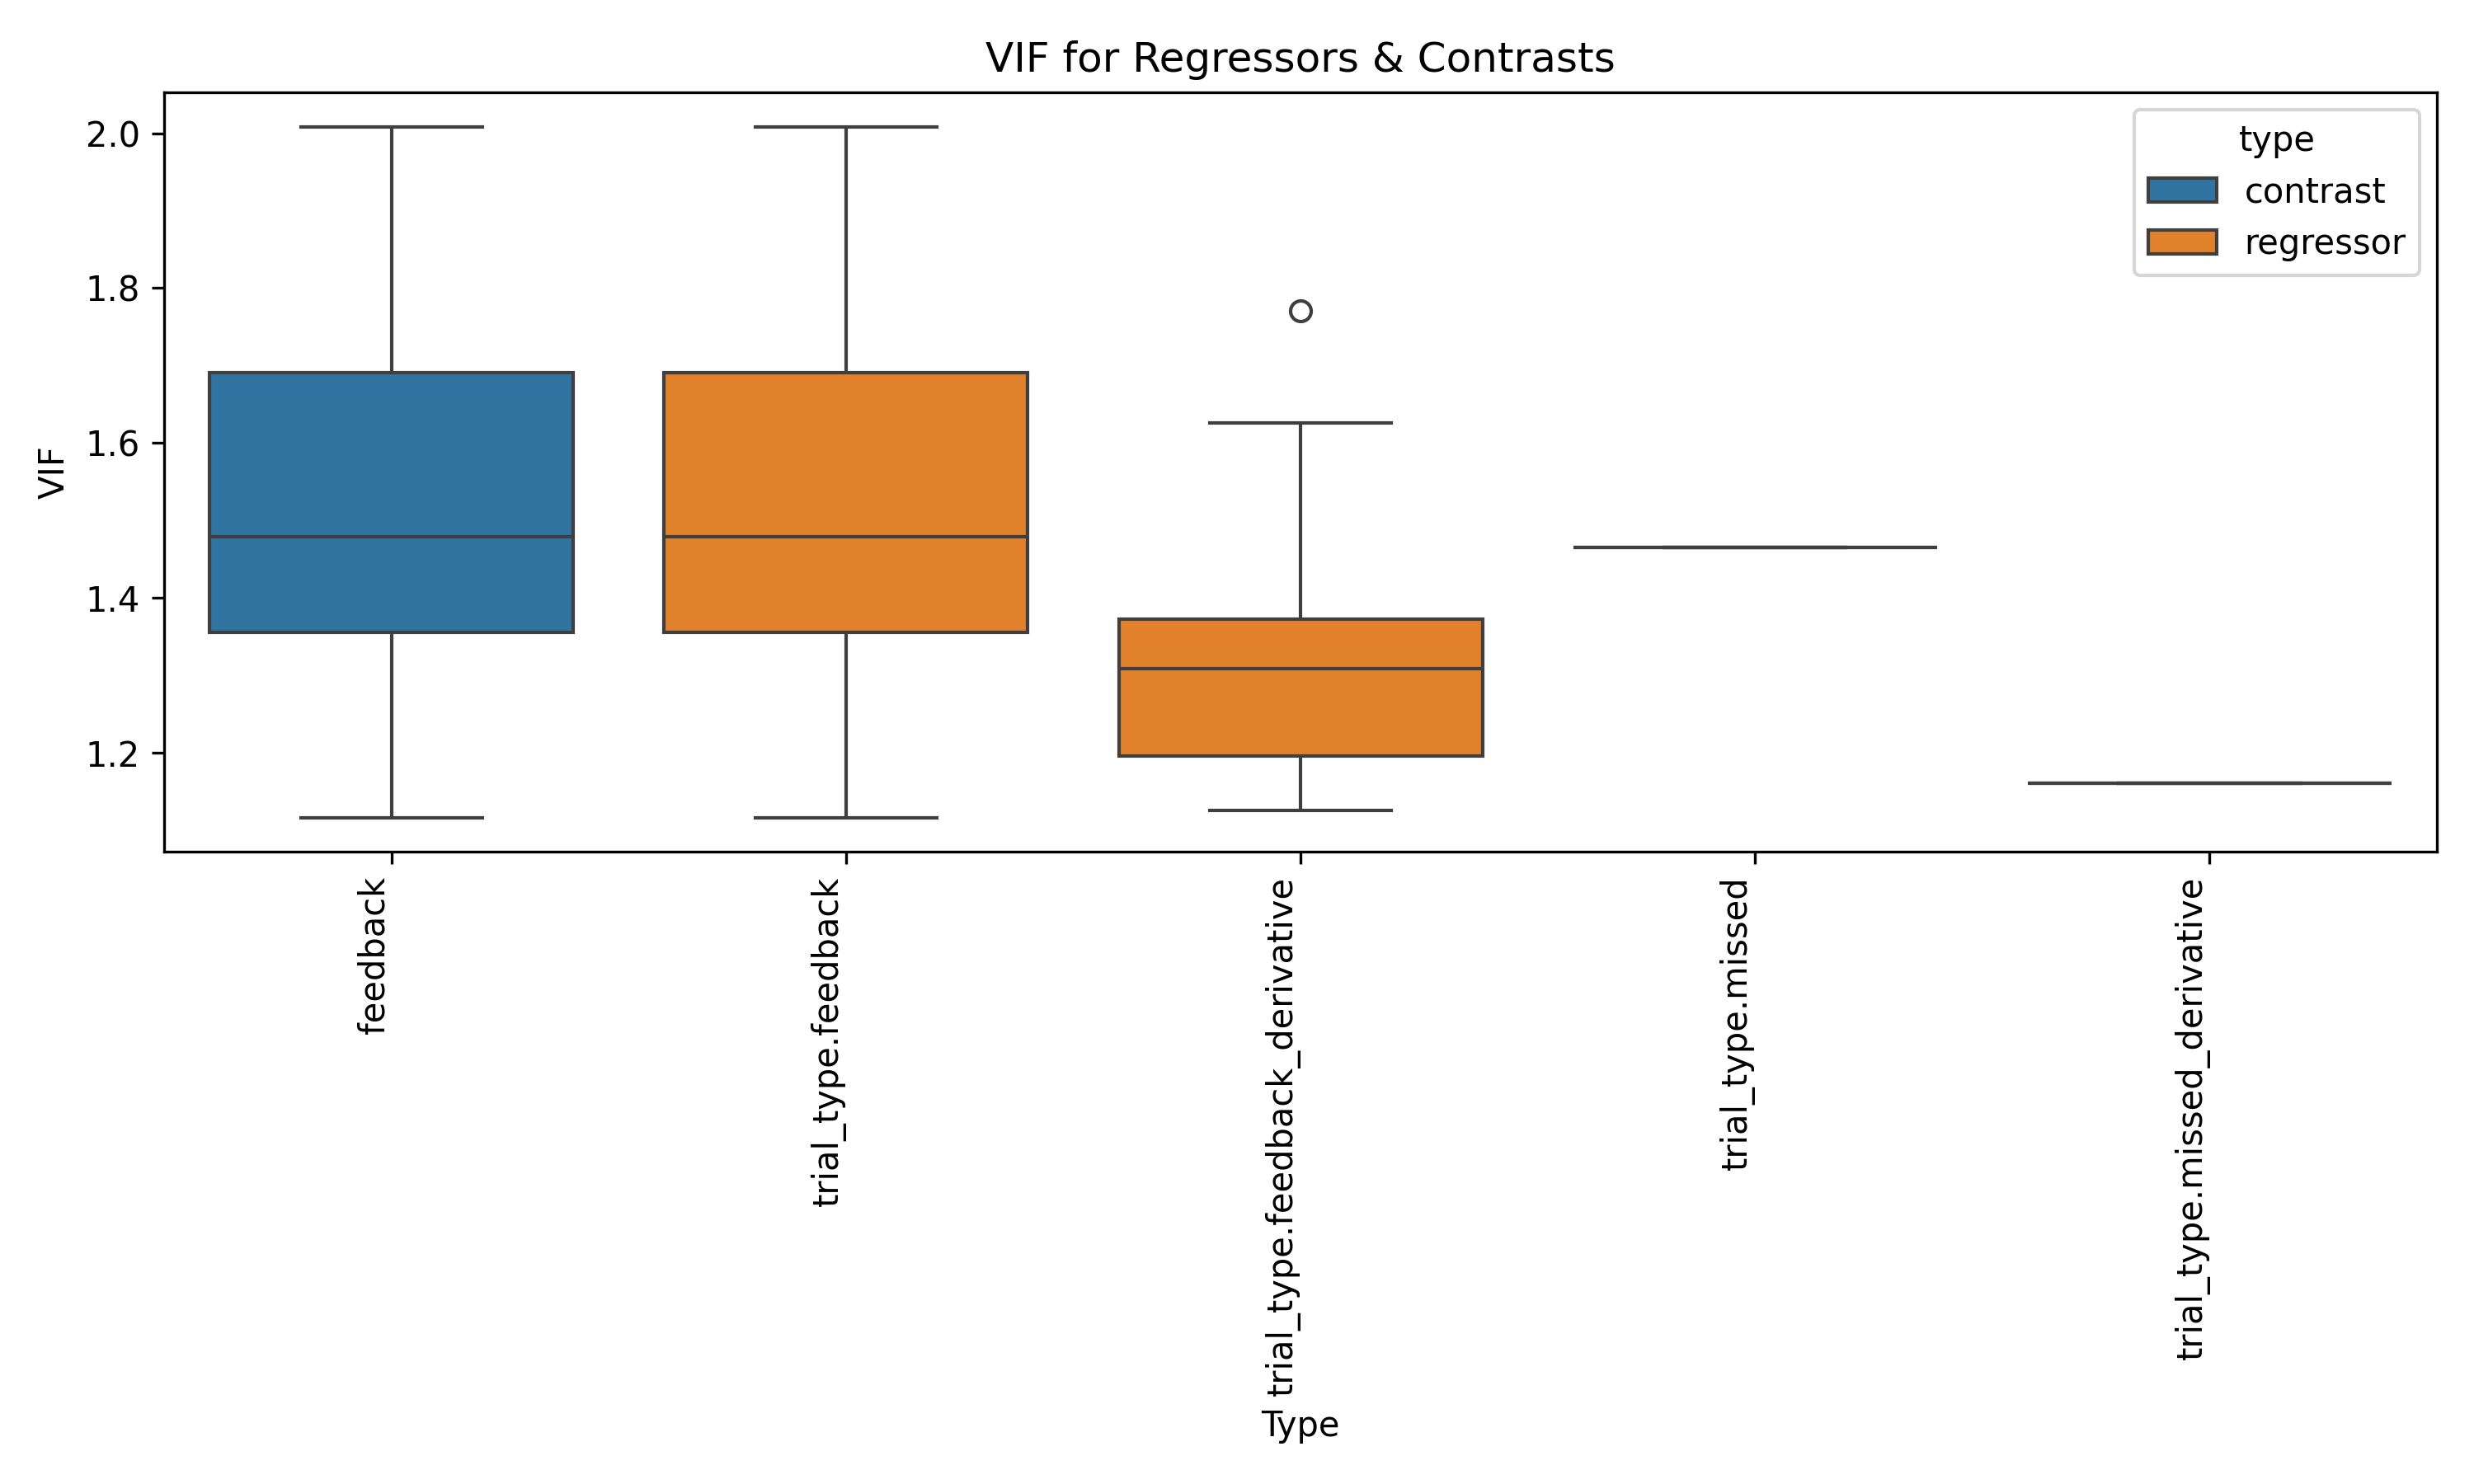 VIF for Regressors & Contrasts
type
contrast
regressor
VIF
2.0
1.8
1.6
1.4
1.2
feedback
trial_type.feedback
trial_type.feedback_derivative
trial_type.missed
trial_type.missed_derivative
Type